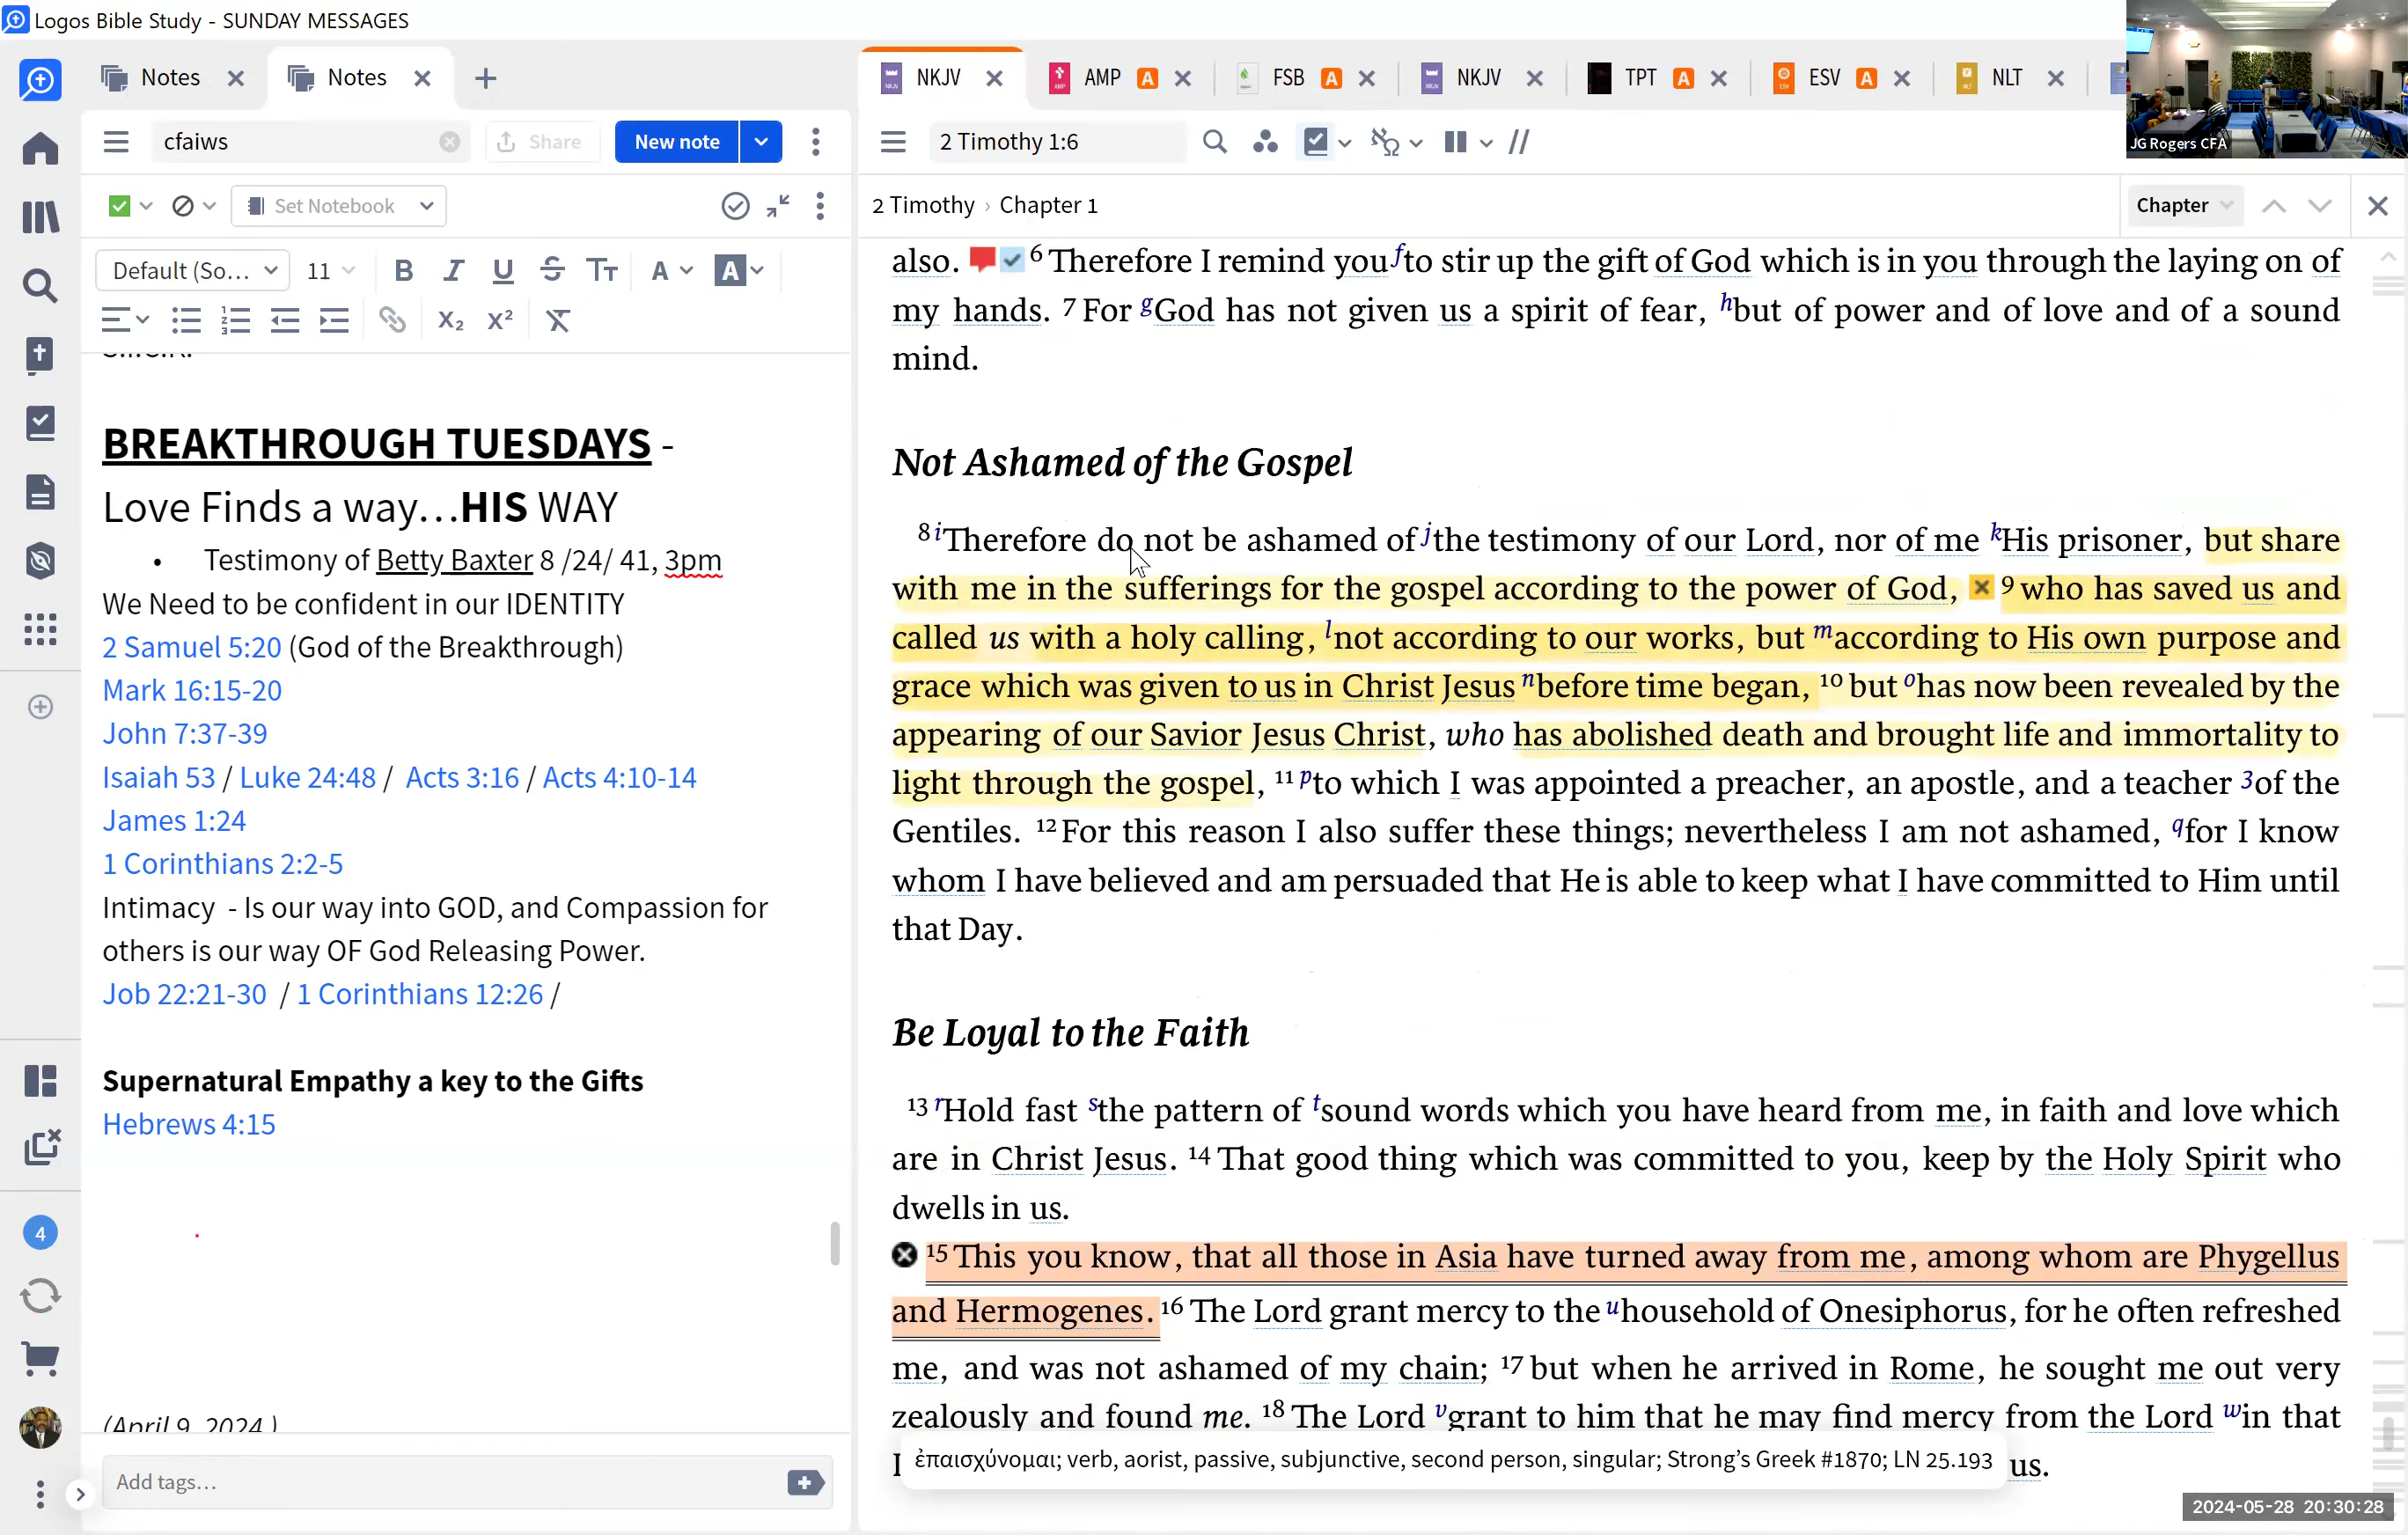 Logos Bible Study - SUNDAY MESSAGES
Notes
Notes
NKJV
AMP A
FSB A
NKJV
TPT A
ESV A
NLT
JG Rogers CFA
cfaiws
Share
New note
2 Timothy 1:6
Set Notebook
2 Timothy › Chapter 1
Chapter
Default (So...
11
B I U S TT A A
X₂ X²
BREAKTHROUGH TUESDAYS -
Love Finds a way…HIS WAY
• Testimony of Betty Baxter 8 /24/ 41, 3pm
We Need to be confident in our IDENTITY
2 Samuel 5:20 (God of the Breakthrough)
Mark 16:15-20
John 7:37-39
Isaiah 53 / Luke 24:48 / Acts 3:16 / Acts 4:10-14
James 1:24
1 Corinthians 2:2-5
Intimacy - Is our way into GOD, and Compassion for
others is our way OF God Releasing Power.
Job 22:21-30 / 1 Corinthians 12:26 /
Supernatural Empathy a key to the Gifts
Hebrews 4:15
(April 9, 2024 )
Add tags…
4
also. 6 Therefore I remind you f to stir up the gift of God which is in you through the laying on of
my hands. 7 For g God has not given us a spirit of fear, h but of power and of love and of a sound
mind.
Not Ashamed of the Gospel
8 i Therefore do not be ashamed of j the testimony of our Lord, nor of me k His prisoner, but share
with me in the sufferings for the gospel according to the power of God, 9 who has saved us and
called us with a holy calling, l not according to our works, but m according to His own purpose and
grace which was given to us in Christ Jesus n before time began, 10 but o has now been revealed by the
appearing of our Savior Jesus Christ, who has abolished death and brought life and immortality to
light through the gospel, 11 p to which I was appointed a preacher, an apostle, and a teacher 3 of the
Gentiles. 12 For this reason I also suffer these things; nevertheless I am not ashamed, q for I know
whom I have believed and am persuaded that He is able to keep what I have committed to Him until
that Day.
Be Loyal to the Faith
13 r Hold fast s the pattern of t sound words which you have heard from me, in faith and love which
are in Christ Jesus. 14 That good thing which was committed to you, keep by the Holy Spirit who
dwells in us.
15 This you know, that all those in Asia have turned away from me, among whom are Phygellus
and Hermogenes. 16 The Lord grant mercy to the u household of Onesiphorus, for he often refreshed
me, and was not ashamed of my chain; 17 but when he arrived in Rome, he sought me out very
zealously and found me. 18 The Lord v grant to him that he may find mercy from the Lord w in that
us.
ἐπαισχύνομαι; verb, aorist, passive, subjunctive, second person, singular; Strong's Greek #1870; LN 25.193
2024-05-28 20:30:28